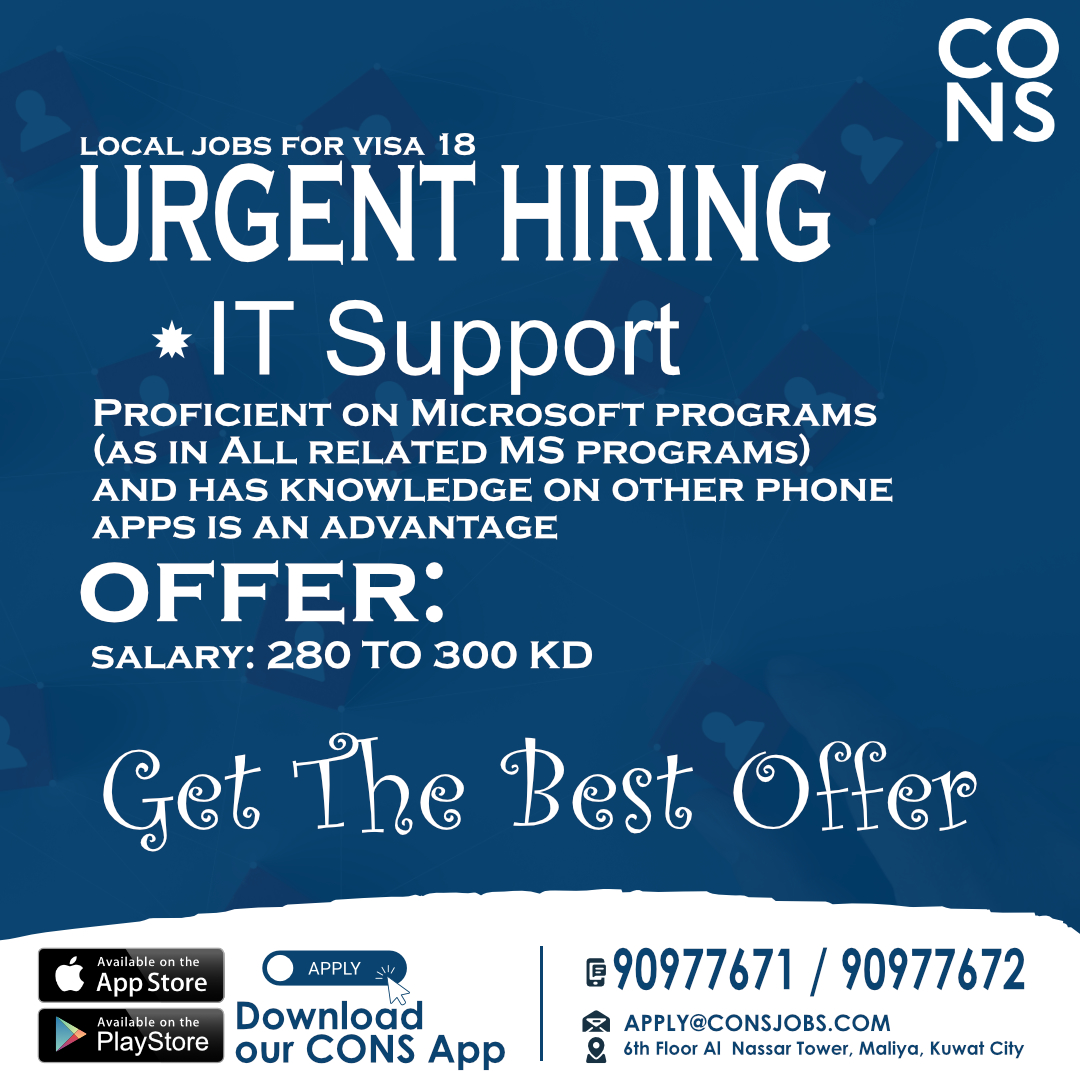 CO
NS
LOCAL JOBS FOR VISA 18
URGENT HIRING
IT Support
PROFICIENT ON MICROSOFT PROGRAMS
(AS IN ALL RELATED MS PROGRAMS)
AND HAS KNOWLEDGE ON OTHER PHONE
APPS IS AN ADVANTAGE
OFFER:
SALARY: 280 TO 300 KD
Get The Best Offer
Available on the
App Store
Available on the
PlayStore
APPLY
Download
our CONS App
90977671 / 90977672
APPLY@CONSJOBS.COM
6th Floor Al Nassar Tower, Maliya, Kuwat City